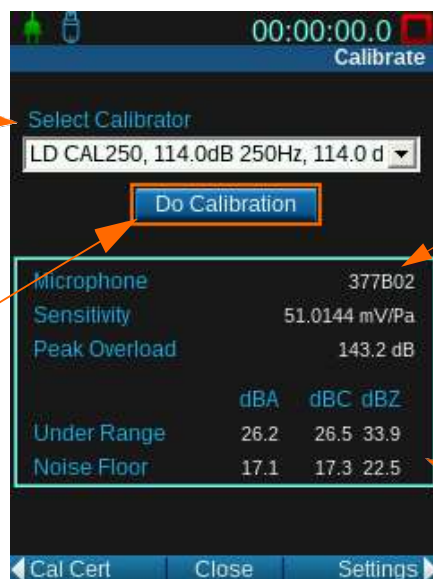 00:00:00.0
Calibrate
Select Calibrator
LD CAL250, 114.0dB 250Hz, 114.0 d
Do Calibration
Microphone 377B02
Sensitivity 51.0144 mV/Pa
Peak Overload 143.2 dB
dBA dBC dBZ
Under Range 26.2 26.5 33.9
Noise Floor 17.1 17.3 22.5
Cal Cert Close Settings